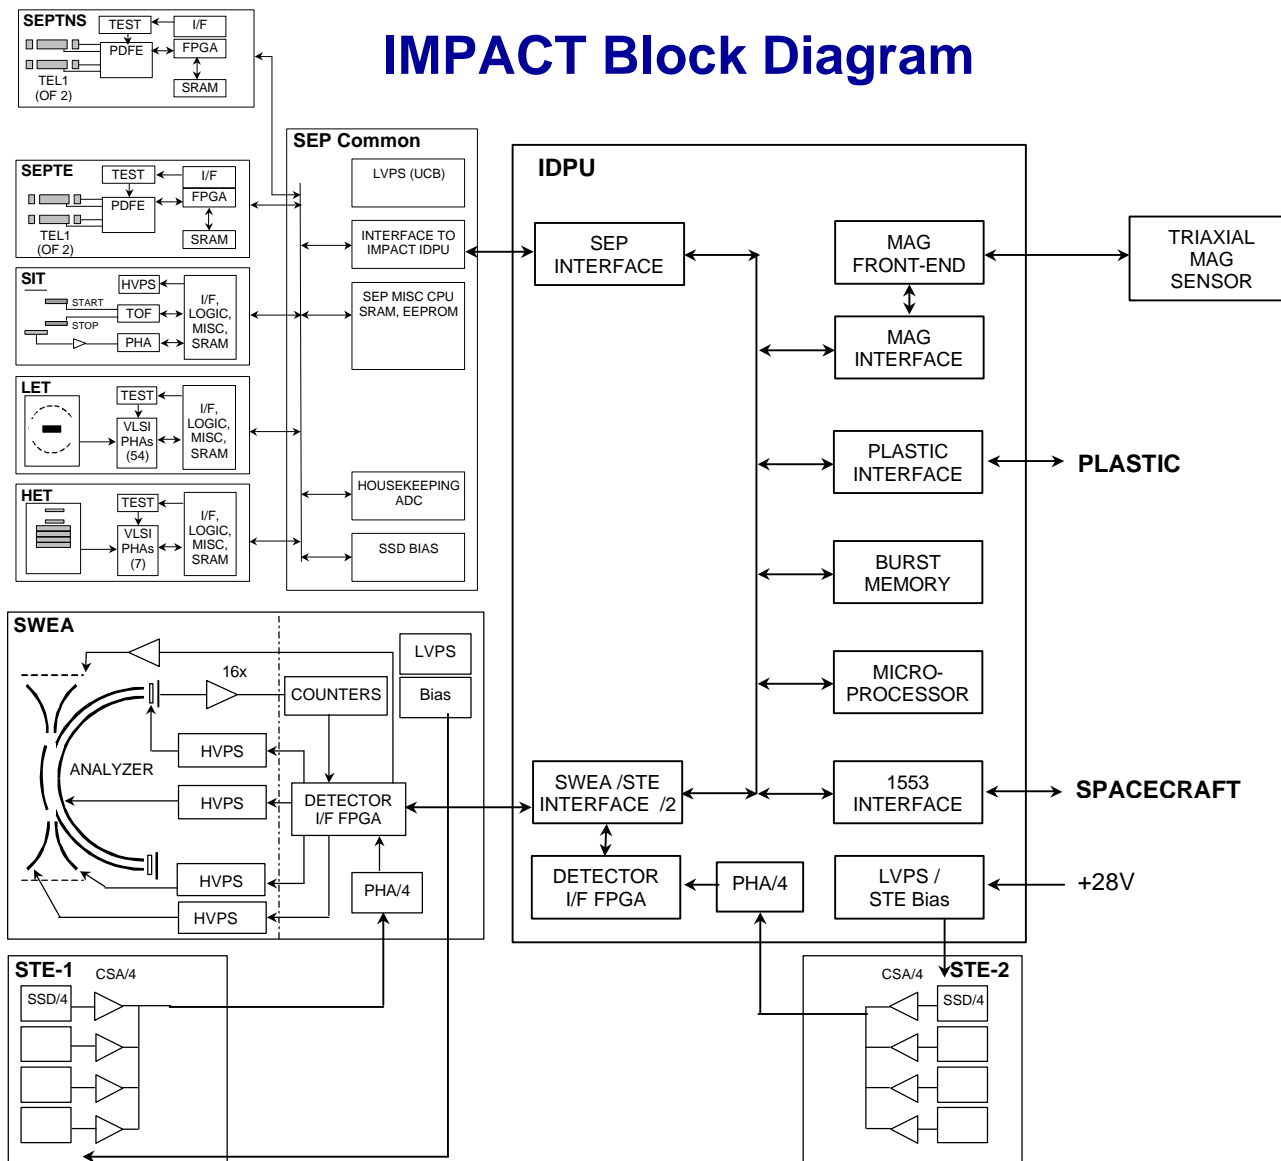 IMPACT Block Diagram
SEPTNS
TEST
I/F
PDFE
FPGA
SRAM
TEL1
(OF 2)
SEPTE
TEST
I/F
PDFE
FPGA
SRAM
TEL1
(OF 2)
SIT
HVPS
START
TOF
STOP
PHA
I/F,
LOGIC,
MISC,
SRAM
LET
TEST
VLSI
PHAs
(54)
I/F,
LOGIC,
MISC,
SRAM
HET
TEST
VLSI
PHAs
(7)
I/F,
LOGIC,
MISC,
SRAM
SEP Common
LVPS (UCB)
INTERFACE TO
IMPACT IDPU
SEP MISC CPU
SRAM, EEPROM
HOUSEKEEPING
ADC
SSD BIAS
IDPU
SEP
INTERFACE
MAG
FRONT-END
MAG
INTERFACE
PLASTIC
INTERFACE
BURST
MEMORY
MICRO-
PROCESSOR
SWEA /STE
INTERFACE /2
1553
INTERFACE
DETECTOR
I/F FPGA
PHA/4
LVPS /
STE Bias
TRIAXIAL
MAG
SENSOR
PLASTIC
SPACECRAFT
+28V
SWEA
16x
LVPS
COUNTERS
Bias
HVPS
ANALYZER
HVPS
DETECTOR
I/F FPGA
HVPS
PHA/4
HVPS
STE-1
CSA/4
SSD/4
CSA/4
STE-2
SSD/4